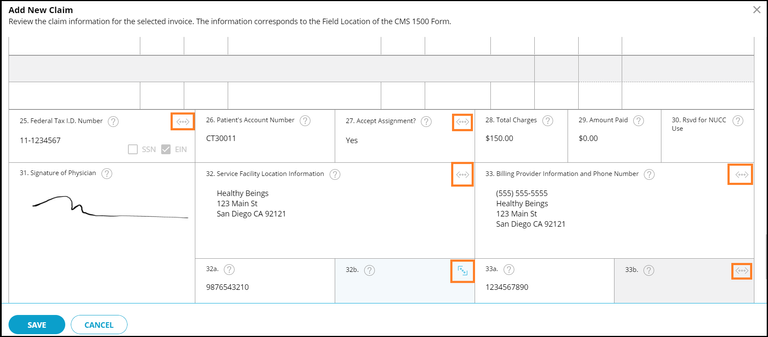 Add New Claim
Review the claim information for the selected invoice. The information corresponds to the Field Location of the CMS 1500 Form.
25. Federal Tax I.D. Number
11-1234567
SSN EIN
26. Patient's Account Number
CT30011
27. Accept Assignment?
Yes
28. Total Charges
$150.00
29. Amount Paid
$0.00
30. Rsvd for NUCC
Use
31. Signature of Physician
32. Service Facility Location Information
Healthy Beings
123 Main St
San Diego CA 92121
33. Billing Provider Information and Phone Number
(555) 555-5555
Healthy Beings
123 Main St
San Diego CA 92121
32a.
9876543210
32b.
33a.
1234567890
33b.
SAVE
CANCEL